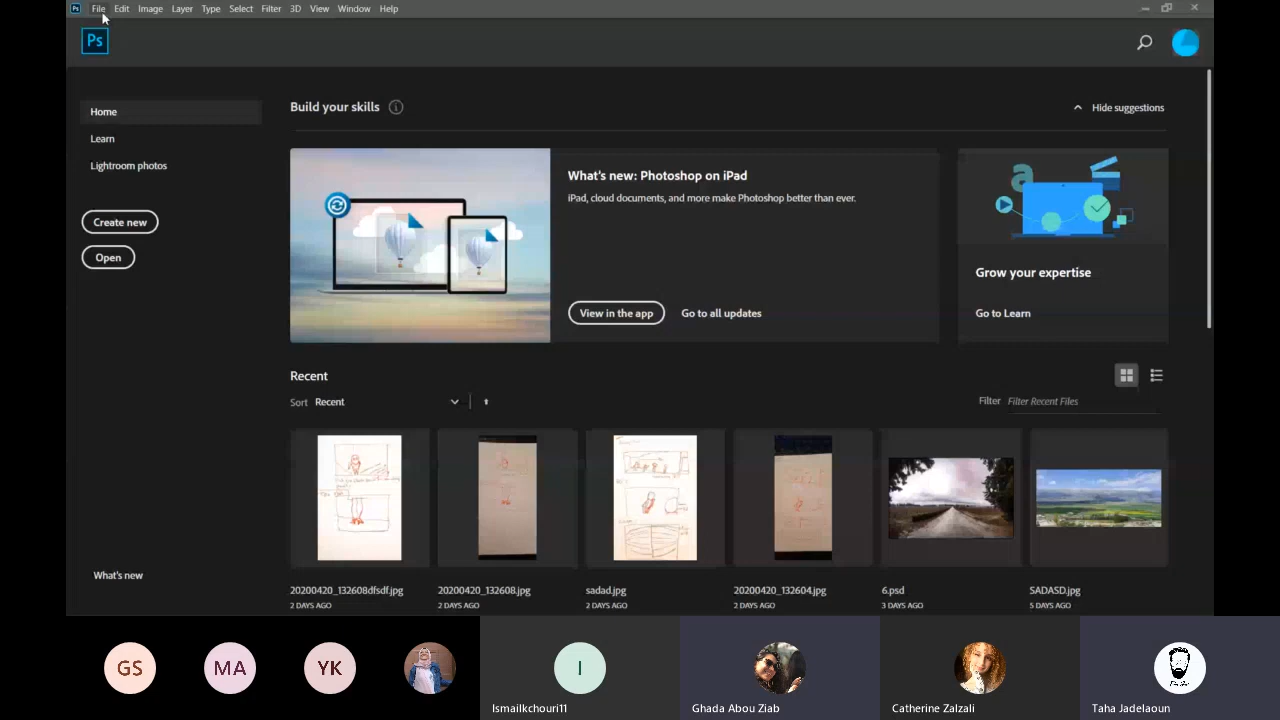 Ps File Edit Image Layer Type Select Filter 3D View Window Help
Ps
Home
Learn
Lightroom photos
Create new
Open
What's new
Build your skills
Hide suggestions
What's new: Photoshop on iPad
iPad, cloud documents, and more make Photoshop better than ever.
View in the app Go to all updates
Grow your expertise
Go to Learn
Recent
Sort Recent
Filter Filter Recent Files
20200420_132608dfsdf.jpg
2 DAYS AGO
20200420_132608.jpg
2 DAYS AGO
sadad.jpg
2 DAYS AGO
20200420_132604.jpg
2 DAYS AGO
6.psd
3 DAYS AGO
SADASD.jpg
5 DAYS AGO
GS
MA
YK
I
Ismailkchouri11
Ghada Abou Ziab
Catherine Zalzali
Taha Jadelaoun